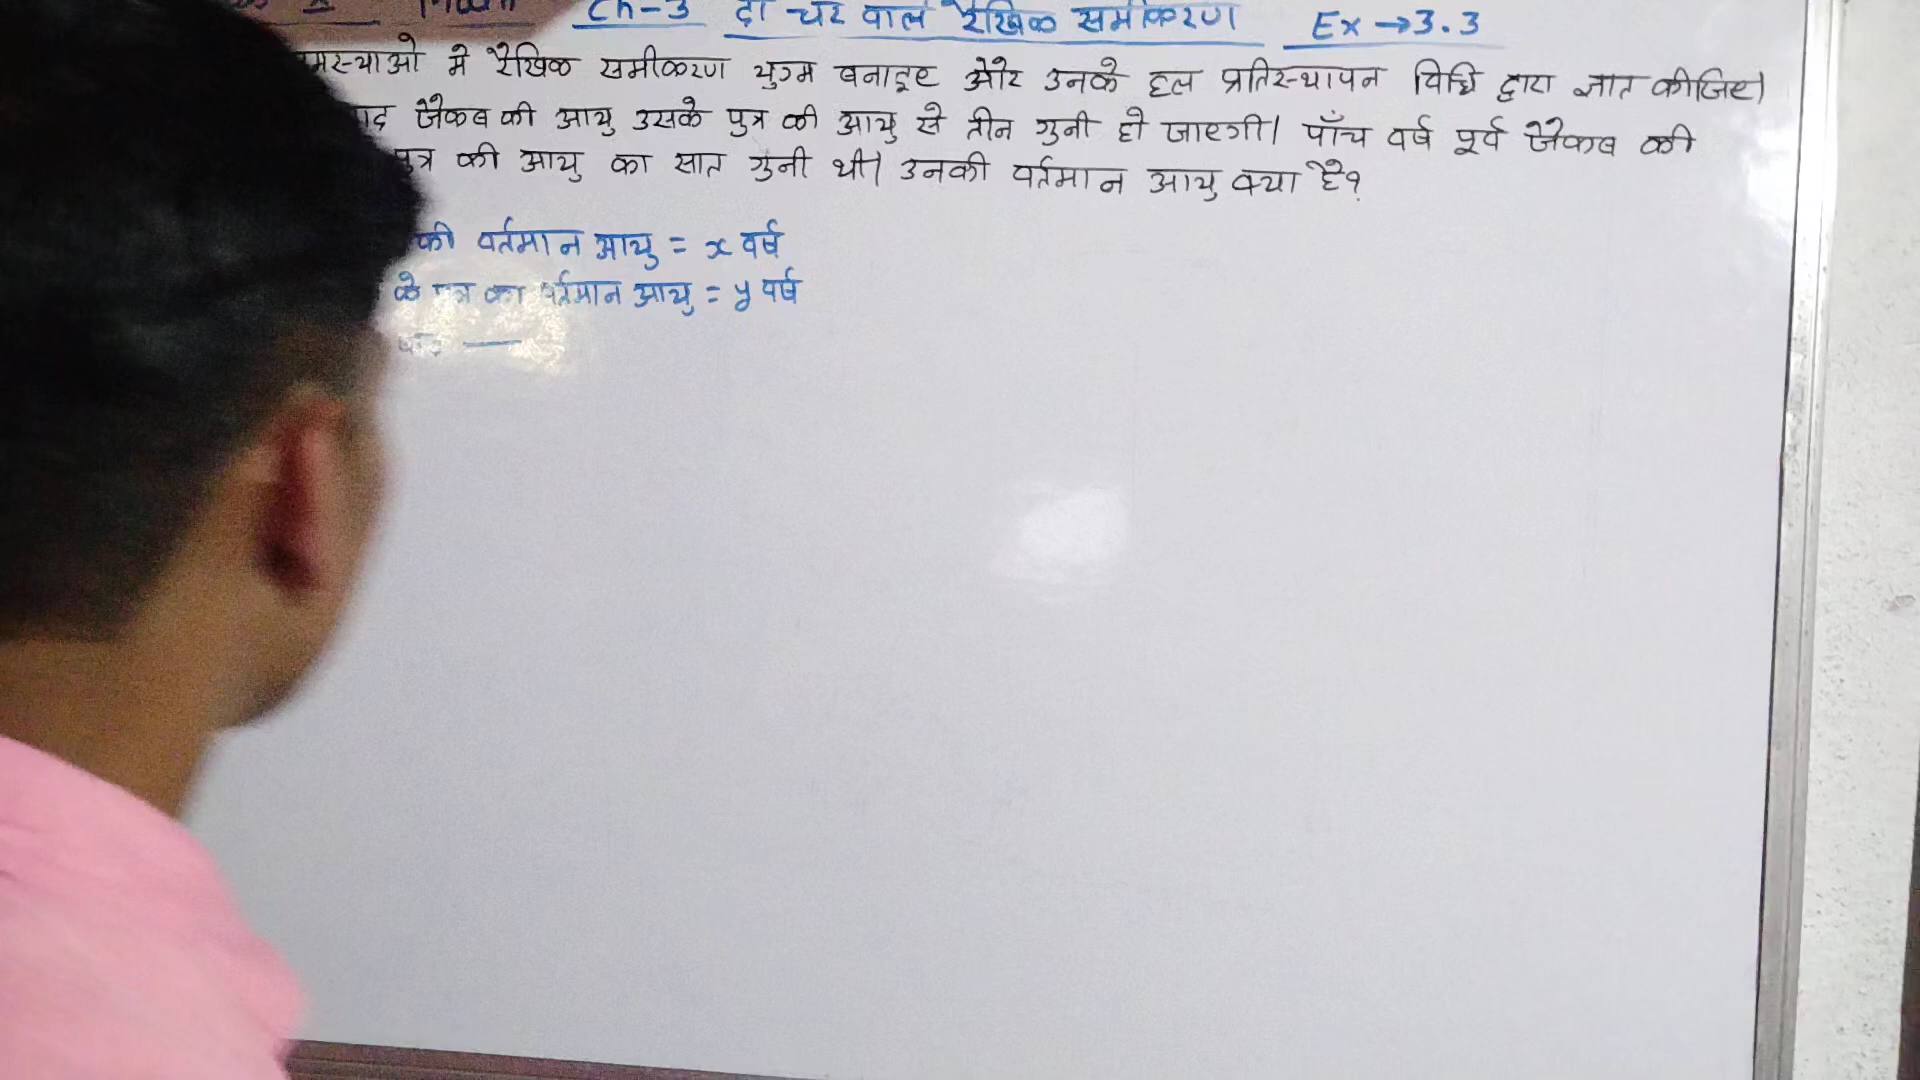 Ch-3 दो चर वाले रैखिक समीकरण Ex → 3.3
समस्याओ मे रैखिक समीकरण युग्म बनाइए और उनके हल प्रतिस्थापन विधि द्वारा ज्ञात कीजिए।
जैकब की आयु उसके पुत्र की आयु से तीन गुनी हो जाएगी। पाँच वर्ष पूर्व जैकब की
पुत्र की आयु का सात गुनी थी। उनकी वर्तमान आयु क्या है?
की वर्तमान आयु = x वर्ष
के पुत्र का वर्तमान आयु = y वर्ष